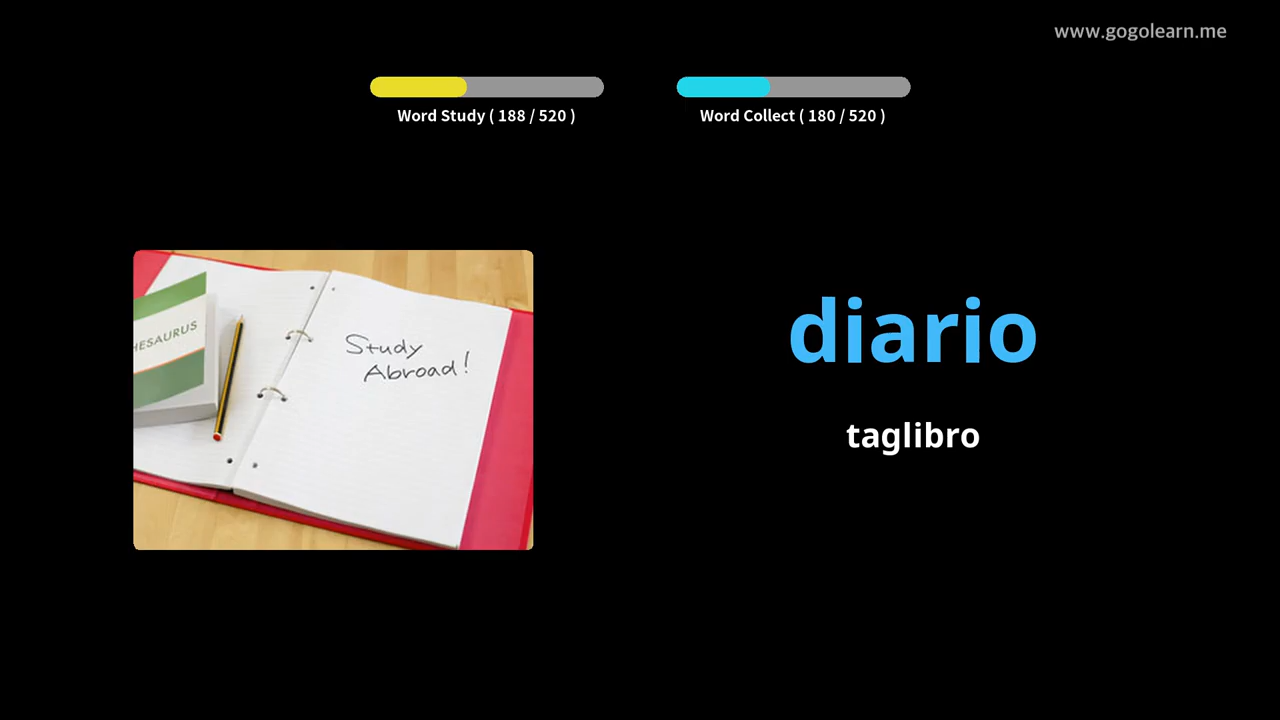 www.gogolearn.me
Word Study ( 188 / 520 )
Word Collect ( 180 / 520 )
HESAURUS
Study
Abroad!
diario
taglibro